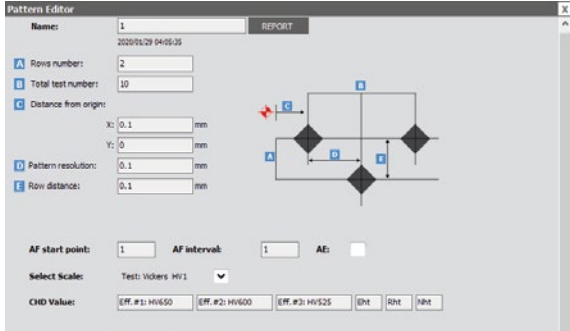 Pattern Editor X
Name: 1 REPORT
2020/01/29 04:05:35
A Rows number: 2
B Total test number: 10
C Distance from origin:
X: 0.1 mm
Y: 0 mm
D Pattern resolution: 0.1 mm
E Row distance: 0.1 mm
B
C
A D E
AF start point: 1 AF interval: 1 AE:
Select Scale: Test: Vickers HV1
CHD Value: Eff.#1: HV650 Eff.#2: HV600 Eff.#3: HV525 Eht Rht Nht